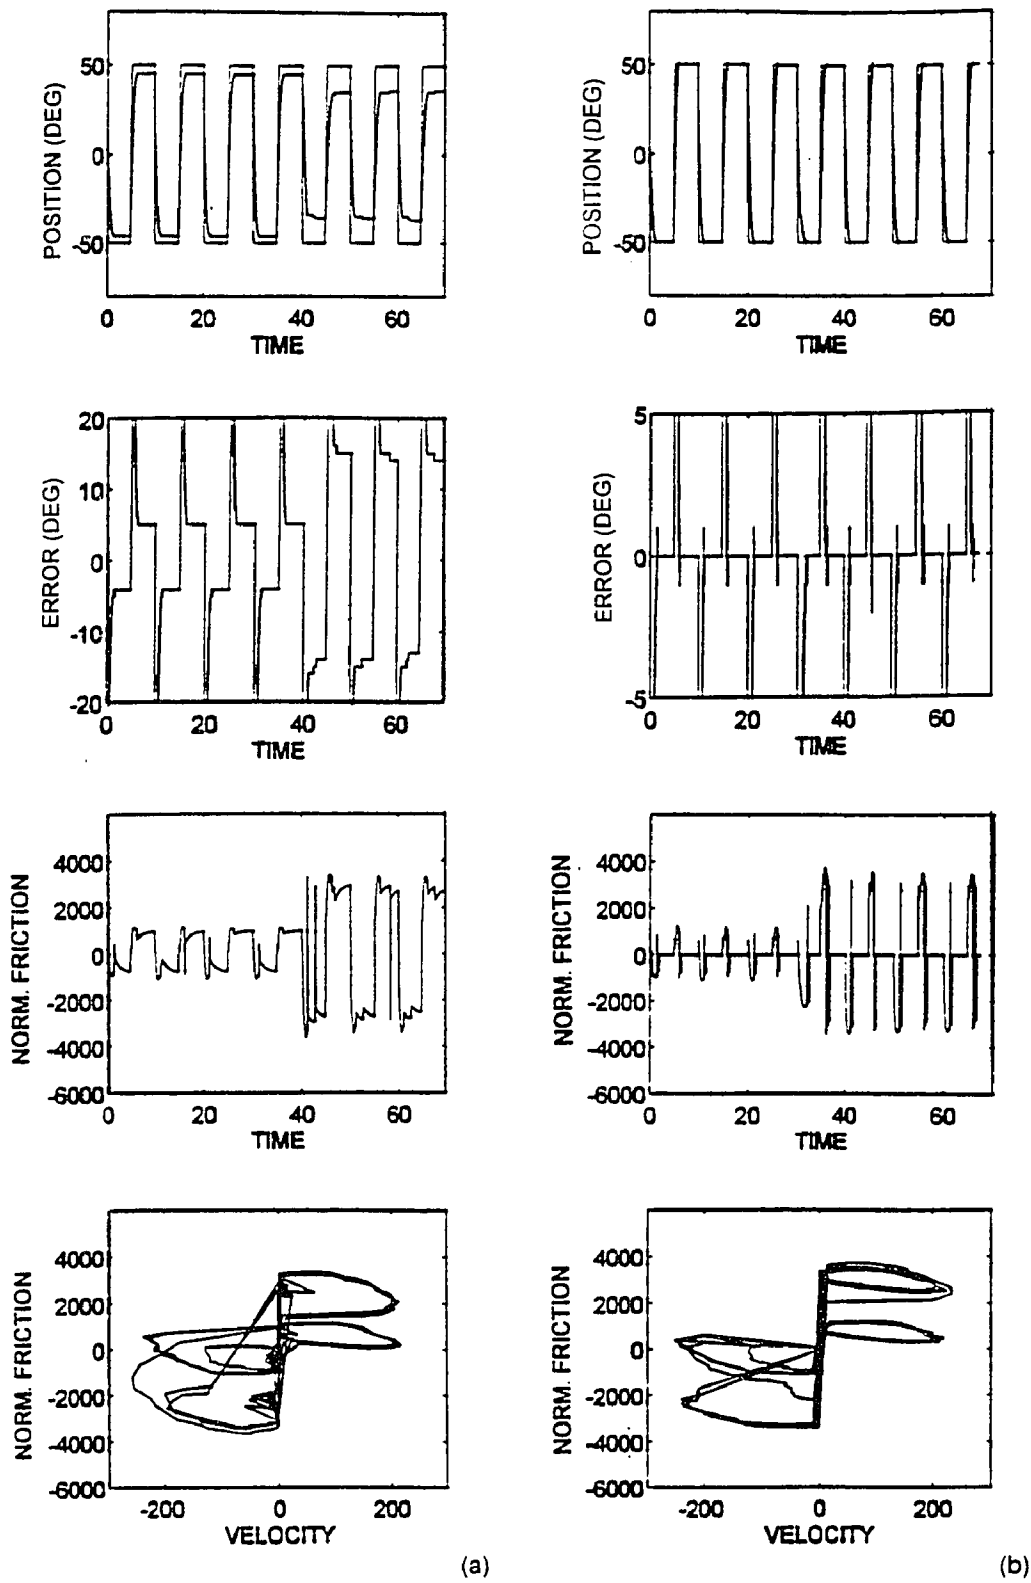 50
0
-50
POSITION (DEG)
0 20 40 60
TIME
50
0
-50
POSITION (DEG)
0 20 40 60
TIME
20
10
0
-10
-20
ERROR (DEG)
0 20 40 60
TIME
5
0
-5
ERROR (DEG)
0 20 40 60
TIME
4000
2000
0
-2000
-4000
-6000
NORM. FRICTION
0 20 40 60
TIME
4000
2000
0
-2000
-4000
-6000
NORM. FRICTION
0 20 40 60
TIME
4000
2000
0
-2000
-4000
-6000
NORM. FRICTION
-200 0 200
VELOCITY
4000
2000
0
-2000
-4000
-6000
NORM. FRICTION
-200 0 200
VELOCITY
(a)
(b)